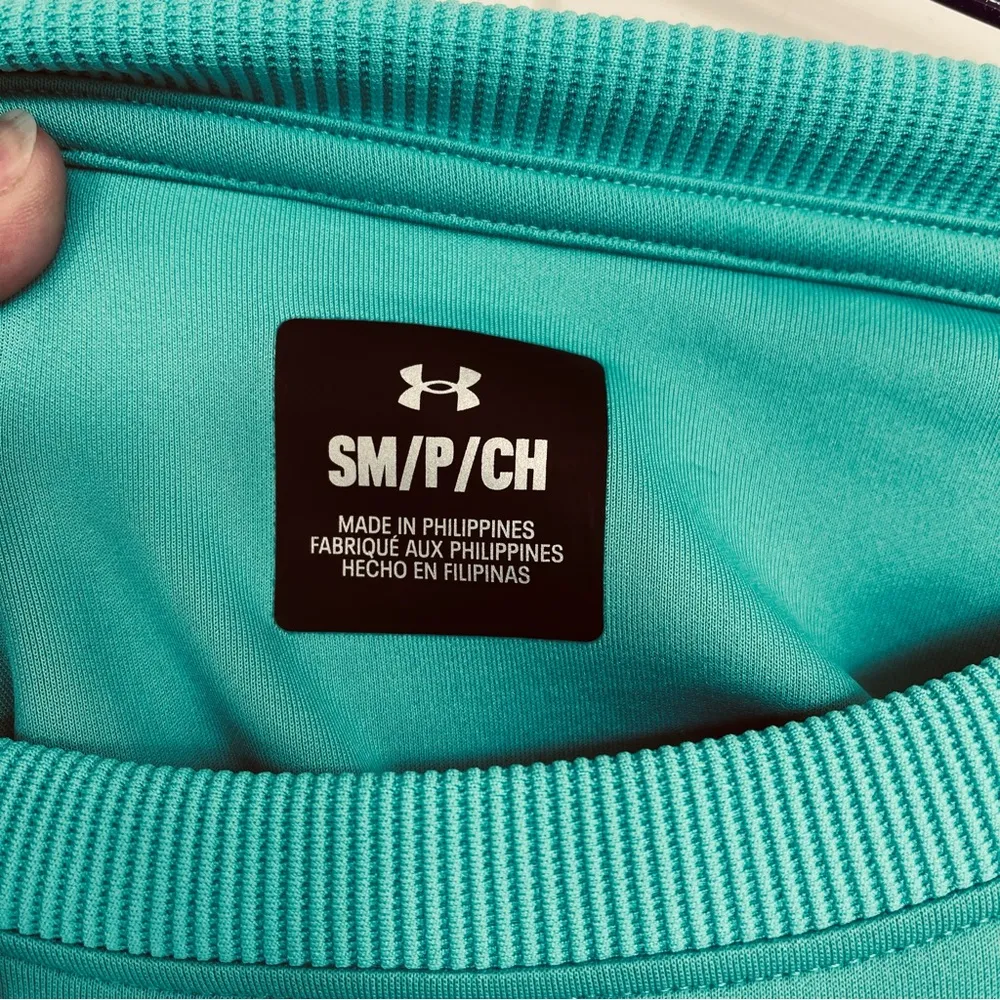 SM/P/CH
MADE IN PHILIPPINES
FABRIQUÉ AUX PHILIPPINES
HECHO EN FILIPINAS